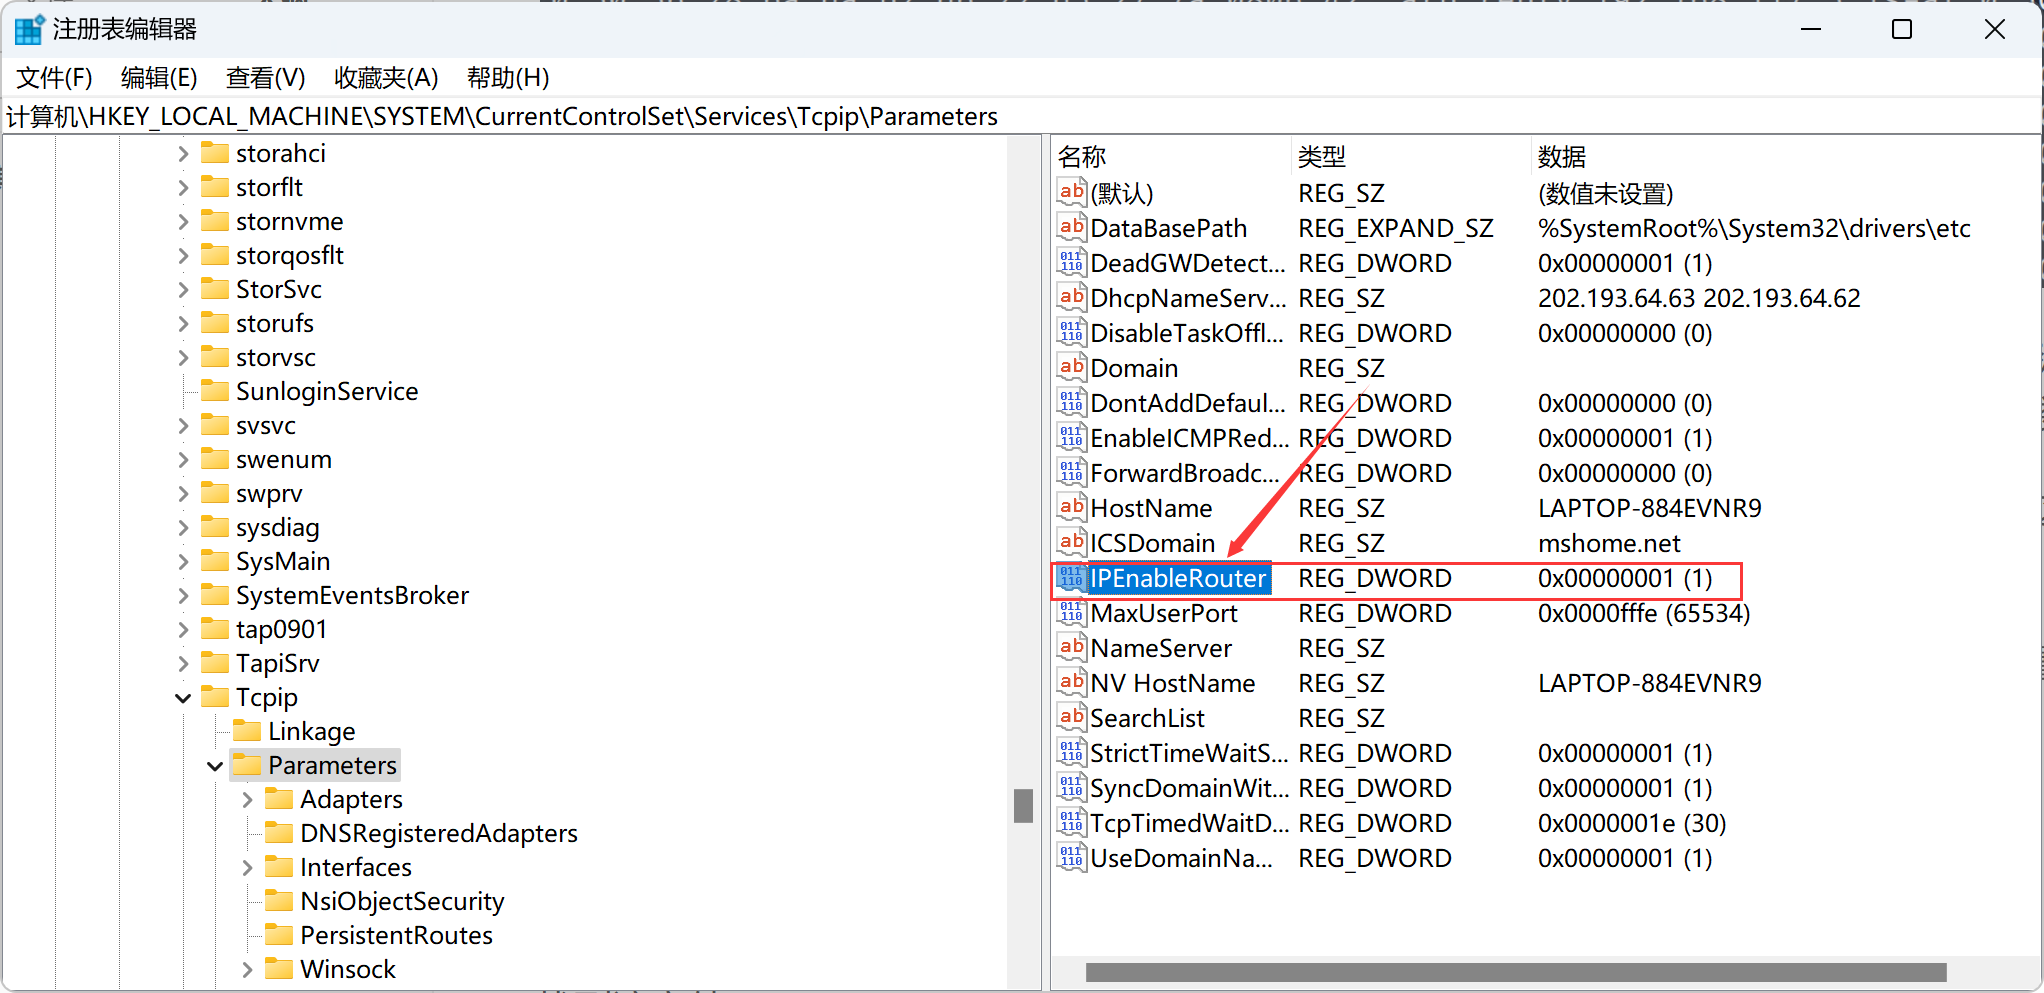 注册表编辑器
文件(F) 编辑(E) 查看(V) 收藏夹(A) 帮助(H)
计算机\HKEY_LOCAL_MACHINE\SYSTEM\CurrentControlSet\Services\Tcpip\Parameters
storahci
storflt
stornvme
storqosflt
StorSvc
storufs
storvsc
SunloginService
svsvc
swenum
swprv
sysdiag
SysMain
SystemEventsBroker
tap0901
TapiSrv
Tcpip
Linkage
Parameters
Adapters
DNSRegisteredAdapters
Interfaces
NsiObjectSecurity
PersistentRoutes
Winsock
名称 类型 数据
(默认) REG_SZ (数值未设置)
DataBasePath REG_EXPAND_SZ %SystemRoot%\System32\drivers\etc
DeadGWDetect... REG_DWORD 0x00000001 (1)
DhcpNameServ... REG_SZ 202.193.64.63 202.193.64.62
DisableTaskOffl... REG_DWORD 0x00000000 (0)
Domain REG_SZ
DontAddDefaul... REG_DWORD 0x00000000 (0)
EnableICMPRed... REG_DWORD 0x00000001 (1)
ForwardBroadc... REG_DWORD 0x00000000 (0)
HostName REG_SZ LAPTOP-884EVNR9
ICSDomain REG_SZ mshome.net
IPEnableRouter REG_DWORD 0x00000001 (1)
MaxUserPort REG_DWORD 0x0000fffe (65534)
NameServer REG_SZ
NV HostName REG_SZ LAPTOP-884EVNR9
SearchList REG_SZ
StrictTimeWaitS... REG_DWORD 0x00000001 (1)
SyncDomainWit... REG_DWORD 0x00000001 (1)
TcpTimedWaitD... REG_DWORD 0x0000001e (30)
UseDomainNa... REG_DWORD 0x00000001 (1)